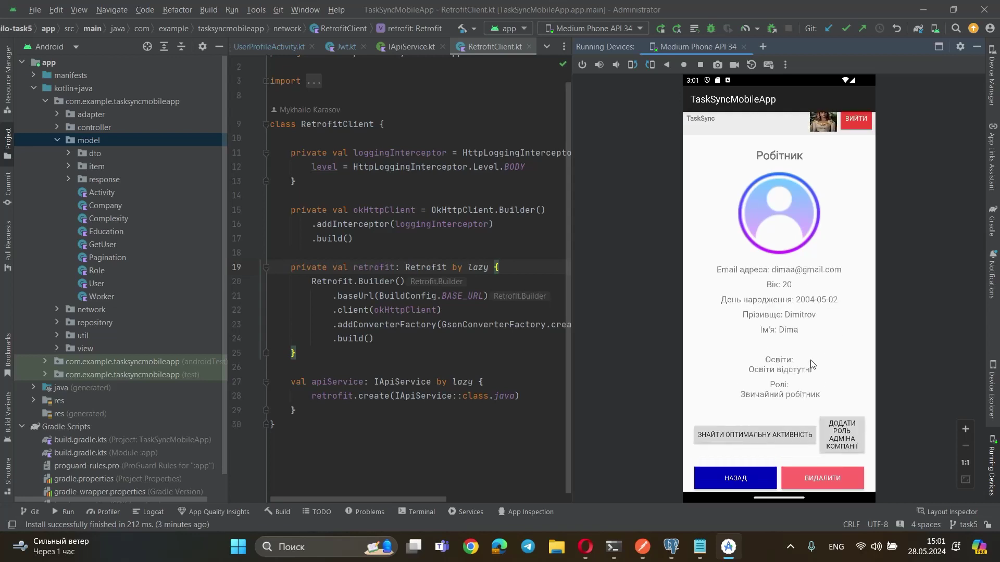 File Edit View Navigate Code Refactor Build Run Tools Git Window Help TaskSyncMobileApp - RetrofitClient.kt [TaskSyncMobileApp.app.main] - Administrator
ilo-task5 app src main java com example tasksyncmobileapp network RetrofitClient retrofit: Retrofit app Medium Phone API 34 Git:
Android
UserProfileActivity.kt Jwt.kt IApiService.kt RetrofitClient.kt
Running Devices: Medium Phone API 34
Resource Manager
Project
Commit
Pull Requests
Bookmarks
Build Variants
Structure
app
manifests
kotlin+java
com.example.tasksyncmobileapp
adapter
controller
model
dto
item
response
Activity
Company
Complexity
Education
GetUser
Pagination
Role
User
Worker
network
repository
util
view
com.example.tasksyncmobileapp (androidTest
com.example.tasksyncmobileapp (test)
java (generated)
res
res (generated)
Gradle Scripts
build.gradle.kts (Project: TaskSyncMobileApp)
build.gradle.kts (Module :app)
proguard-rules.pro (ProGuard Rules for ":app")
gradle.properties (Project Properties)
gradle-wrapper.properties (Gradle Version)
2
3 import ...
8
Mykhailo Karasov
9 class RetrofitClient {
10
11 private val loggingInterceptor = HttpLoggingIntercepto
12 level = HttpLoggingInterceptor.Level.BODY
13 }
14
15 private val okHttpClient = OkHttpClient.Builder()
16 .addInterceptor(loggingInterceptor)
17 .build()
18
19 private val retrofit: Retrofit by lazy {
20 Retrofit.Builder() Retrofit.Builder
21 .baseUrl(BuildConfig.BASE_URL) Retrofit.Builder
22 .client(okHttpClient)
23 .addConverterFactory(GsonConverterFactory.crea
24 .build()
25 }
26
27 val apiService: IApiService by lazy {
28 retrofit.create(IApiService::class.java)
29 }
30 }
3:01
TaskSyncMobileApp
TaskSync ВИЙТИ
Робітник
Email адреса: dimaa@gmail.com
Вік: 20
День народження: 2004-05-02
Прізивще: Dimitrov
Ім'я: Dima
Освіти:
Освіти відсутні
Ролі:
Звичайний робітник
ЗНАЙТИ ОПТИМАЛЬНУ АКТИВНІСТЬ
ДОДАТИ
РОЛЬ
АДМІНА
КОМПАНІЇ
НАЗАД ВИДАЛИТИ
1:1
Device Manager
App Links Assistant
Gradle
Notifications
Device Explorer
Running Devices
Git Run Profiler Logcat App Quality Insights Build TODO Problems Terminal Services App Inspection Layout Inspector
Install successfully finished in 212 ms. (3 minutes ago) CRLF UTF-8 4 spaces task5
Сильный ветер
Через 1 час
Поиск
ENG
15:01
28.05.2024
PRE